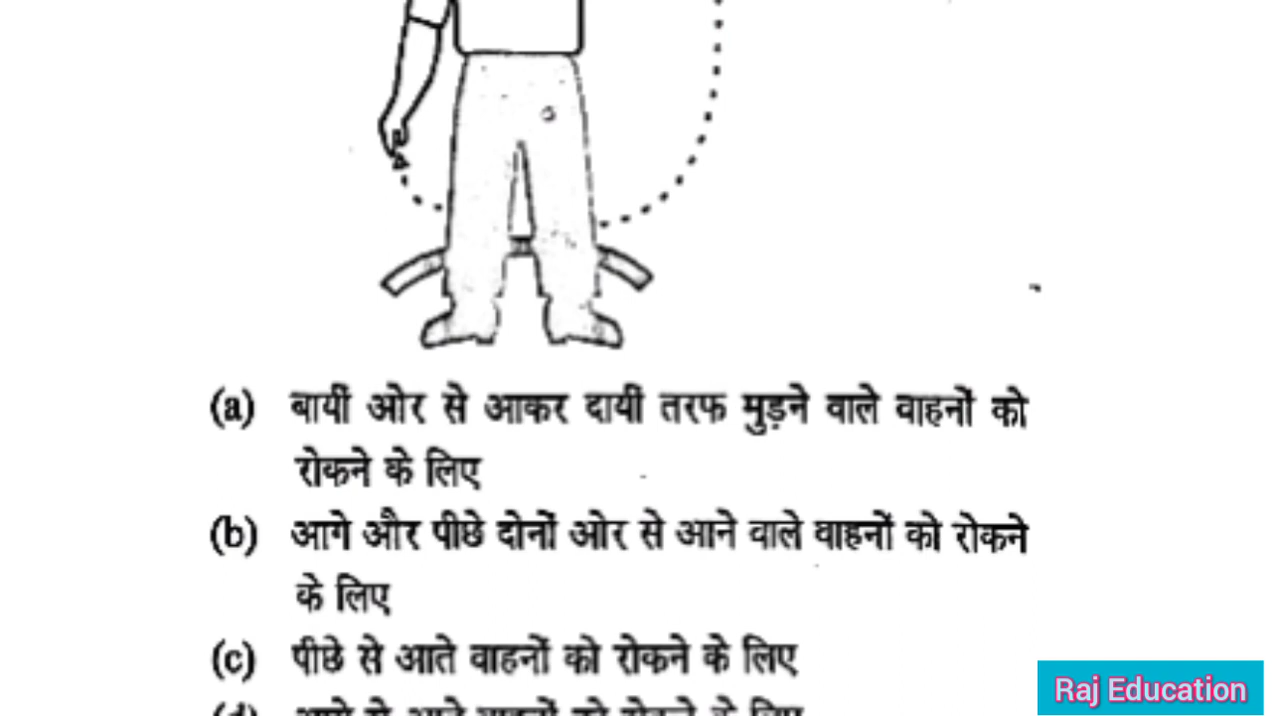 (a) बायीं ओर से आकर दायीं तरफ मुड़ने वाले वाहनों को
रोकने के लिए
(b) आगे और पीछे दोनों ओर से आने वाले वाहनों को रोकने
के लिए
(c) पीछे से आते वाहनों को रोकने के लिए
Raj Education